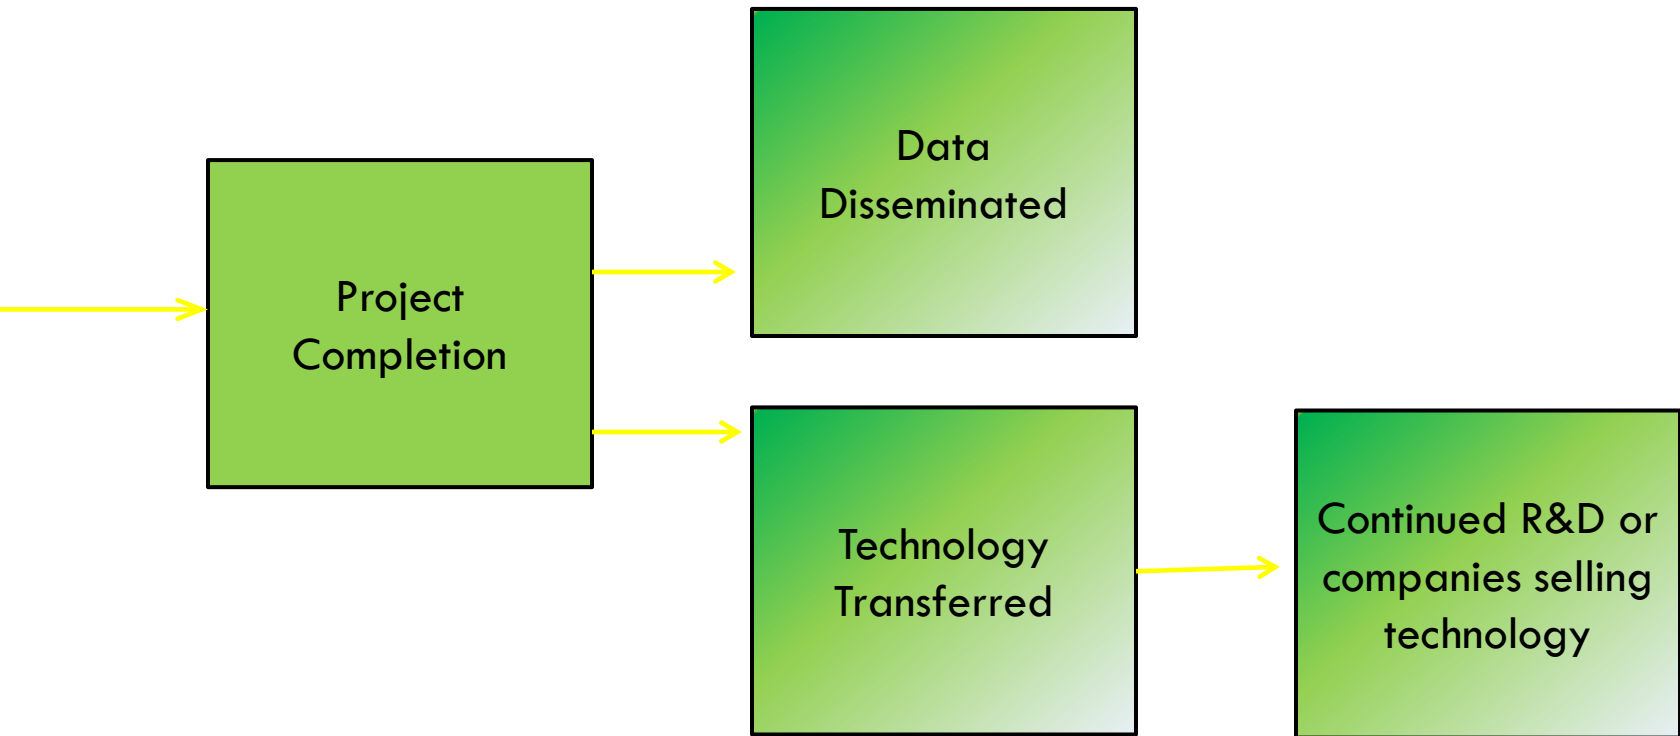 Data
Disseminated
Project
Completion
Technology
Transferred
Continued R&D or
companies selling
technology